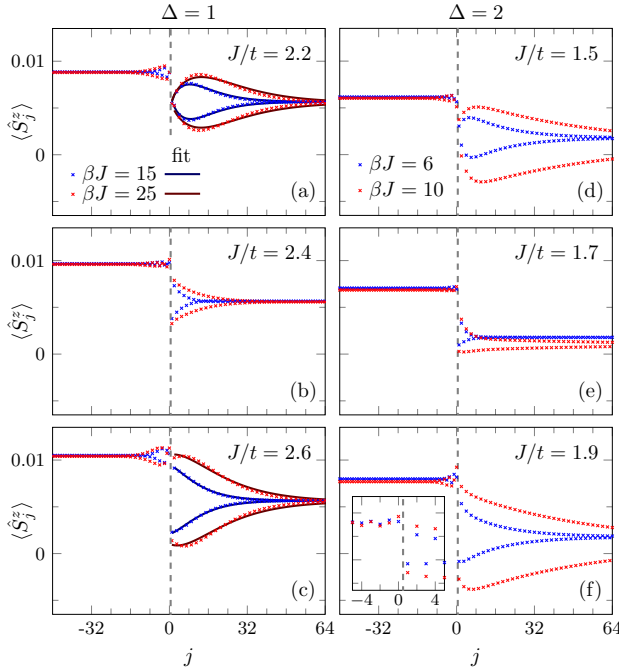 Δ = 1
Δ = 2
J/t = 2.2
0.01
0
⟨Ŝ_j^z⟩
fit
βJ = 15
βJ = 25
(a)
J/t = 1.5
βJ = 6
βJ = 10
(d)
J/t = 2.4
0.01
0
⟨Ŝ_j^z⟩
(b)
J/t = 1.7
(e)
J/t = 2.6
0.01
0
⟨Ŝ_j^z⟩
(c)
J/t = 1.9
−4 0 4
(f)
-32 0 32 64
-32 0 32 64
j
j